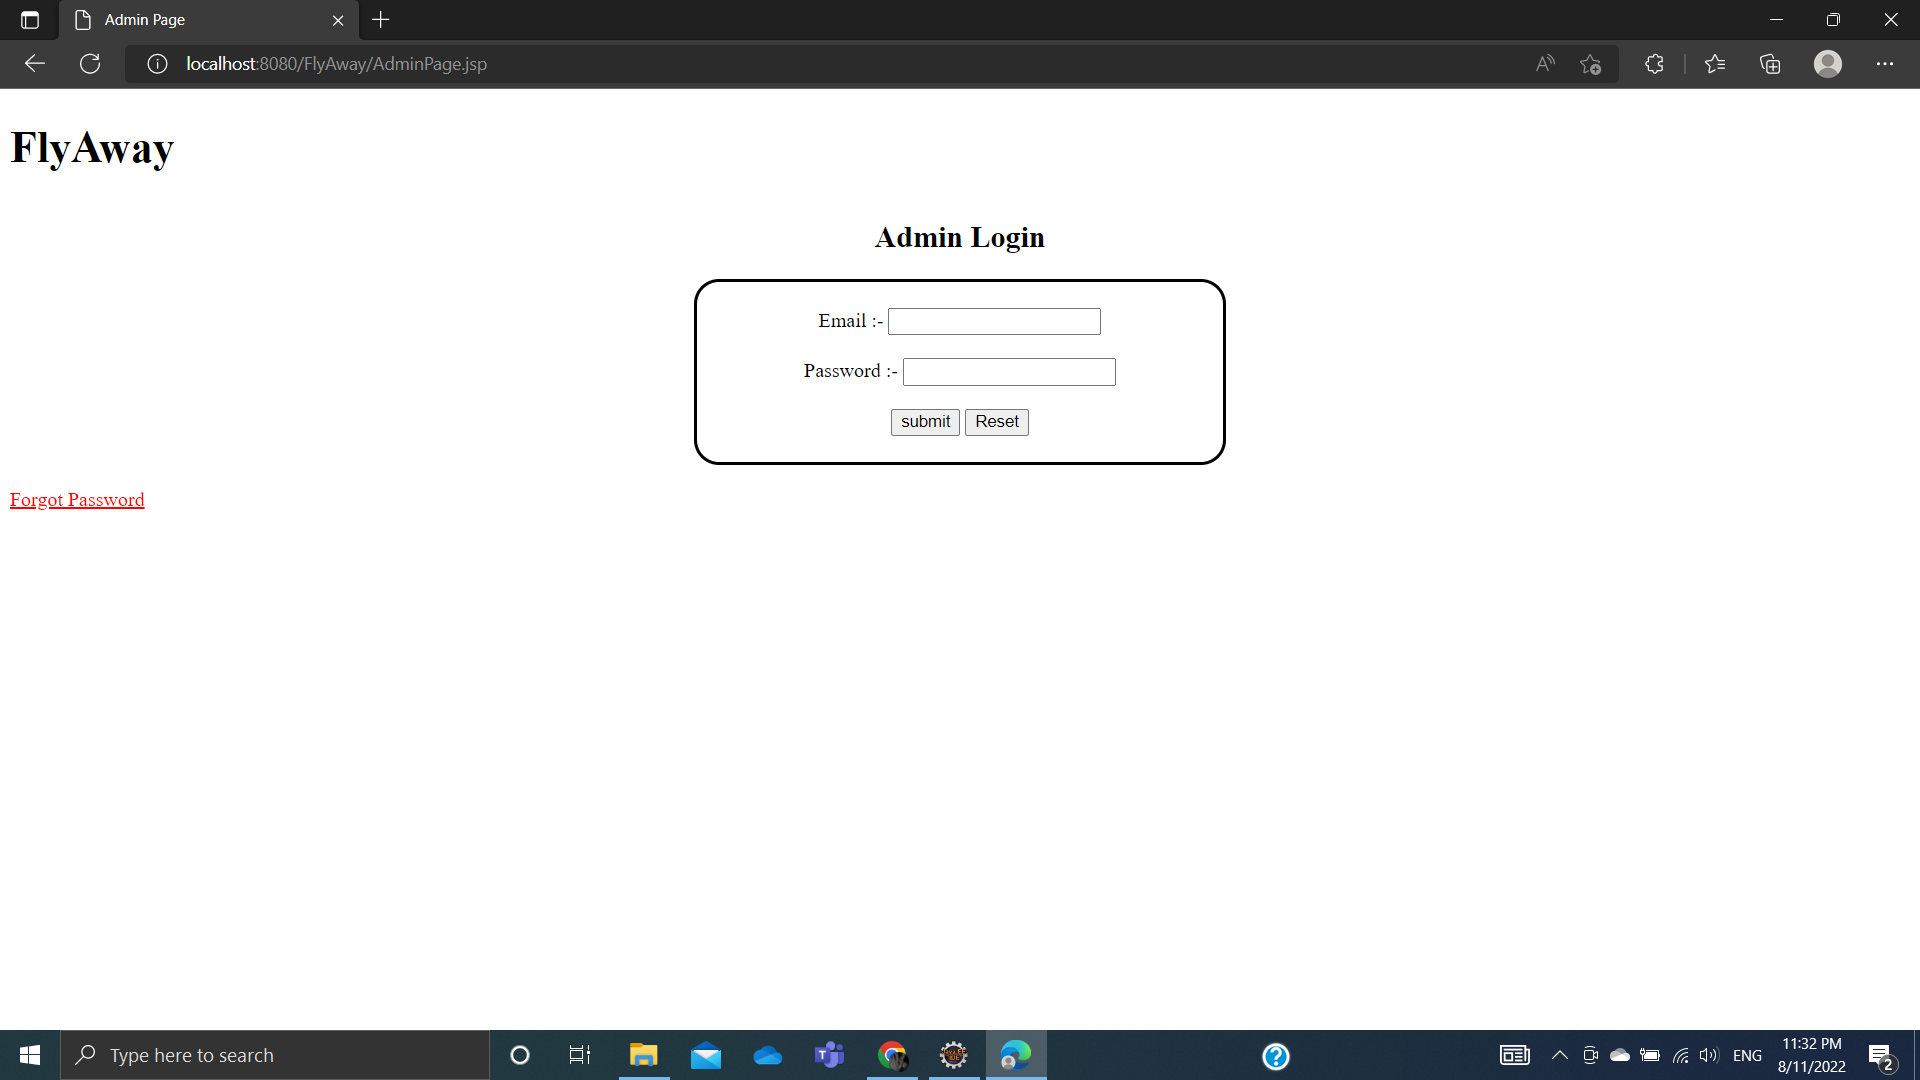 Admin Page
localhost:8080/FlyAway/AdminPage.jsp
FlyAway
Admin Login
Email :-
Password :-
submit Reset
Forgot Password
Type here to search
ENG
11:32 PM
8/11/2022
2